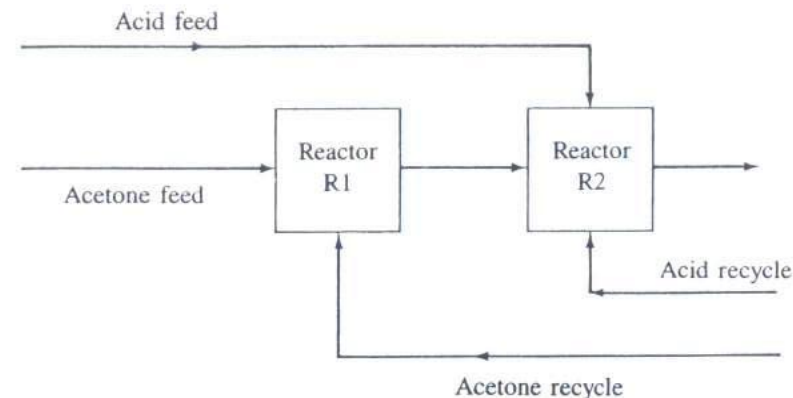 Acid feed
Reactor
R1
Reactor
R2
Acetone feed
Acid recycle
Acetone recycle